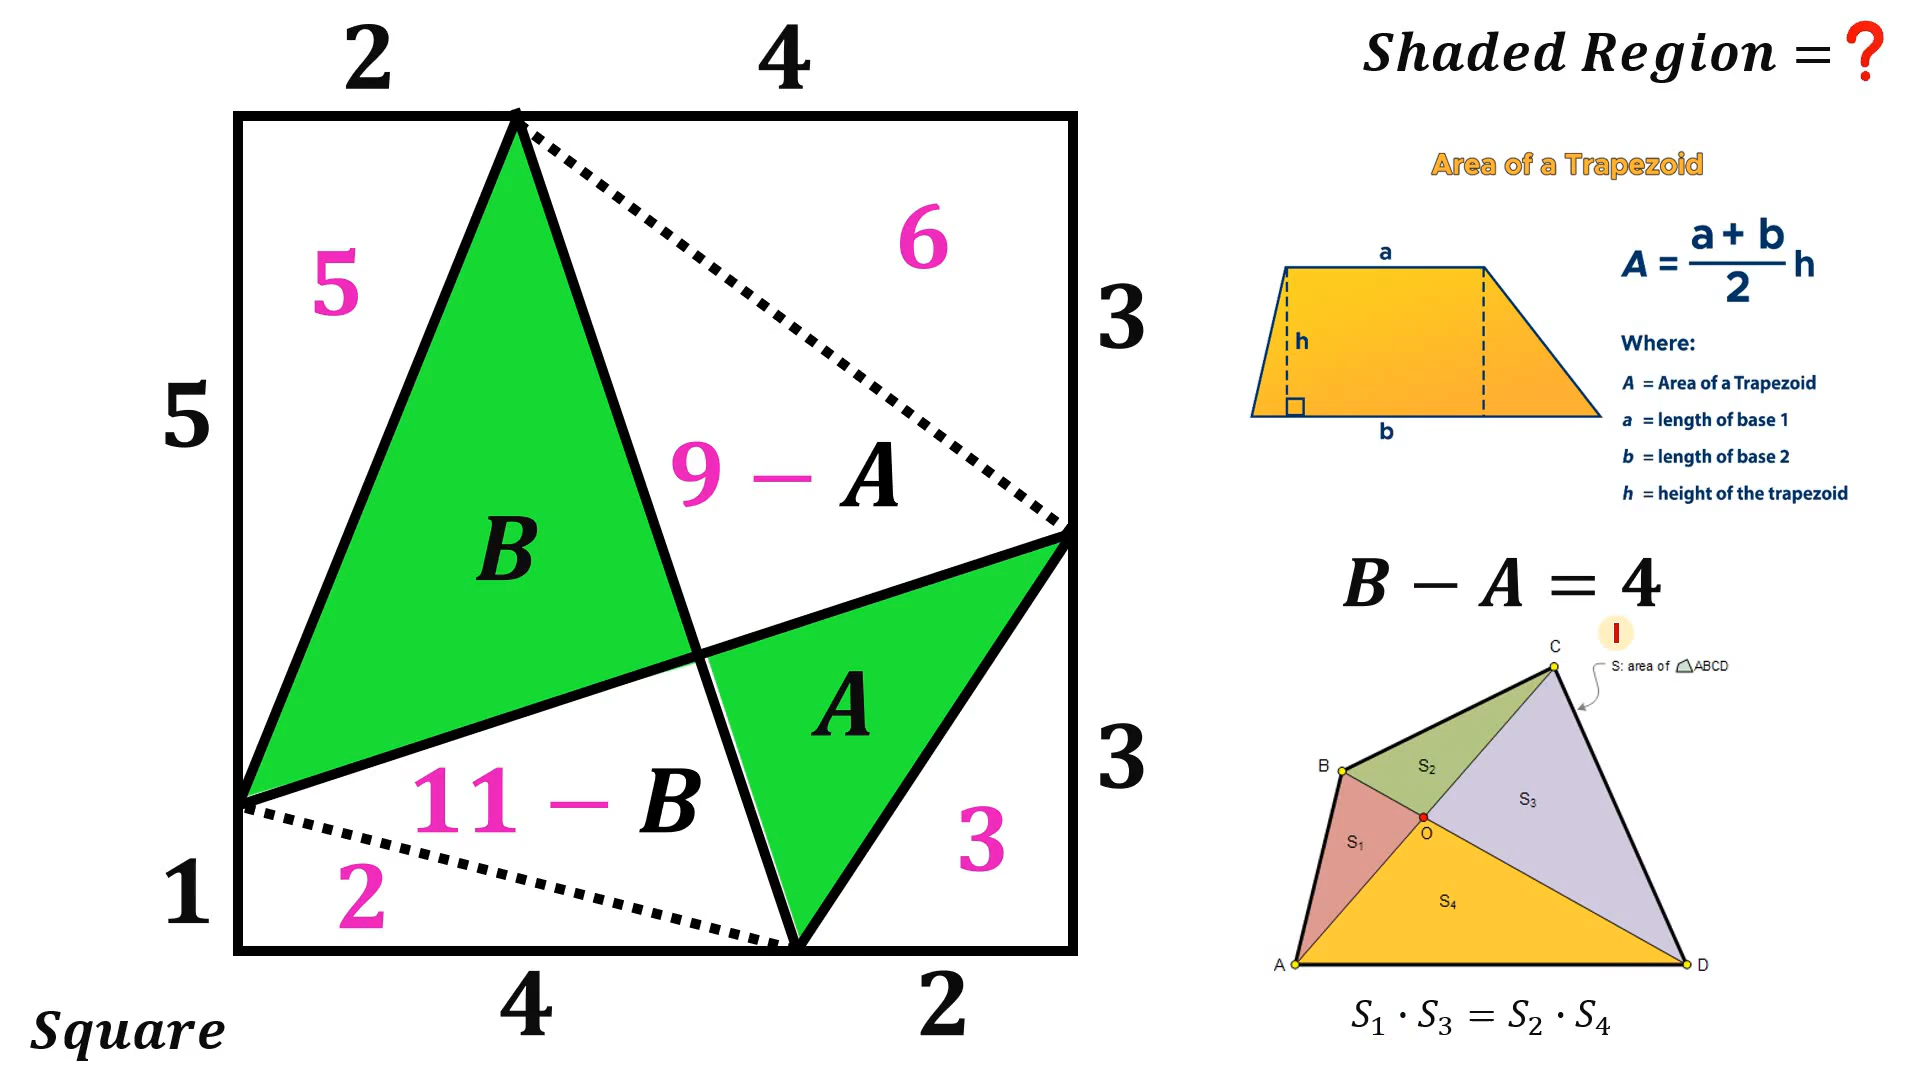 2
4
Shaded Region = ?
5
6
5
3
9 − A
B
A
11 − B
3
3
1
2
4
2
Square
Area of a Trapezoid
a
h
b
A = a + b / 2 h
Where:
A = Area of a Trapezoid
a = length of base 1
b = length of base 2
h = height of the trapezoid
B − A = 4
C
S: area of ABCD
B
S₂
S₃
O
S₁
S₄
A
D
S₁ · S₃ = S₂ · S₄